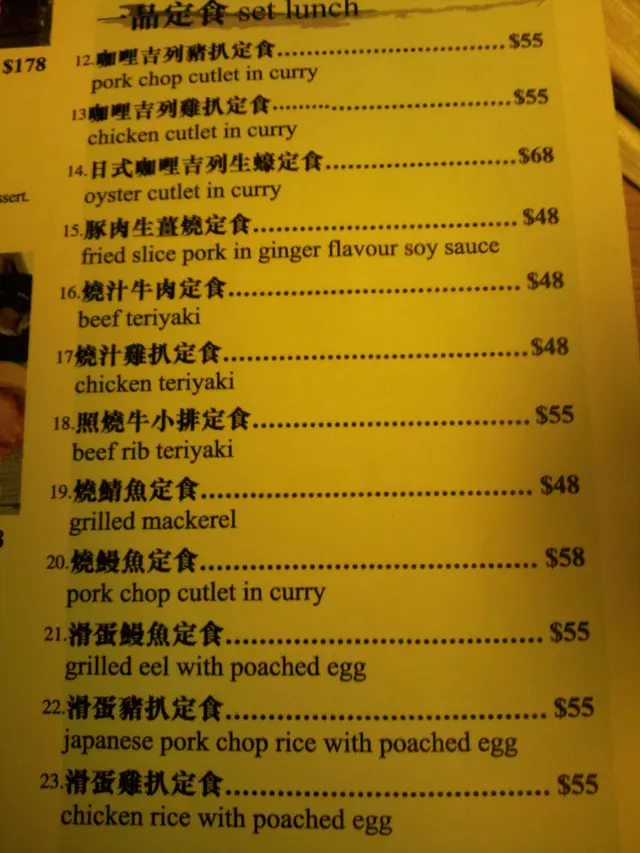 一品定食 set lunch
$178
12.咖哩吉列豬扒定食..............................$55
pork chop cutlet in curry
13咖哩吉列雞扒定食..............................$55
chicken cutlet in curry
14.日式咖哩吉列生蠔定食........................$68
oyster cutlet in curry
ssert.
15.豚肉生薑燒定食..................................$48
fried slice pork in ginger flavour soy sauce
16.燒汁牛肉定食......................................$48
beef teriyaki
17燒汁雞扒定食.......................................$48
chicken teriyaki
18.照燒牛小排定食...................................$55
beef rib teriyaki
19.燒鯖魚定食..........................................$48
grilled mackerel
20.燒鰻魚定食..........................................$58
pork chop cutlet in curry
21.滑蛋鰻魚定食.......................................$55
grilled eel with poached egg
22.滑蛋豬扒定食.......................................$55
japanese pork chop rice with poached egg
23.滑蛋雞扒定食.......................................$55
chicken rice with poached egg